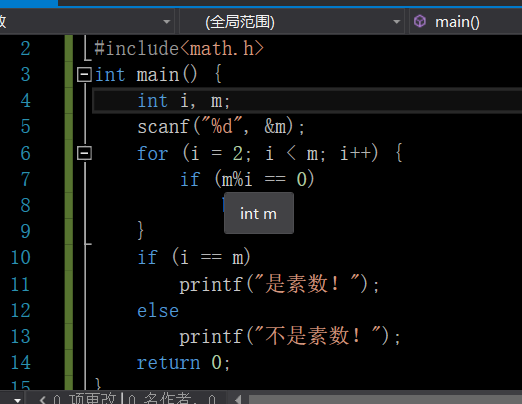 (全局范围) main()
2 #include<math.h>
3 int main() {
4 int i, m;
5 scanf("%d", &m);
6 for (i = 2; i < m; i++) {
7 if (m%i == 0)
8
int m
9 }
10 if (i == m)
11 printf("是素数! ");
12 else
13 printf("不是素数! ");
14 return 0;
15 }
0 项更改 | 0 名作者, 0